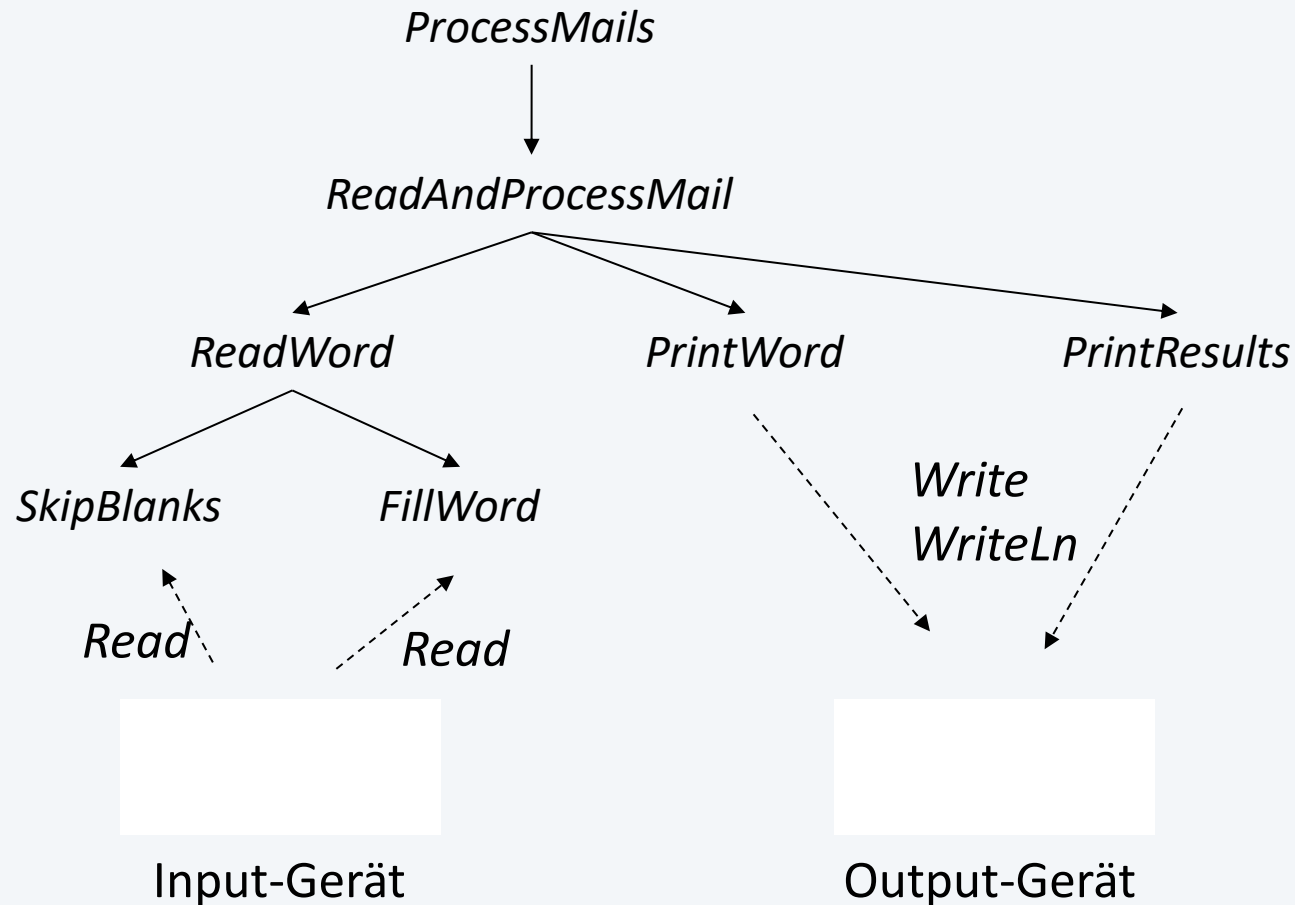 ProcessMails
ReadAndProcessMail
ReadWord PrintWord PrintResults
SkipBlanks FillWord
Write
WriteLn
Read Read
Input-Gerät Output-Gerät